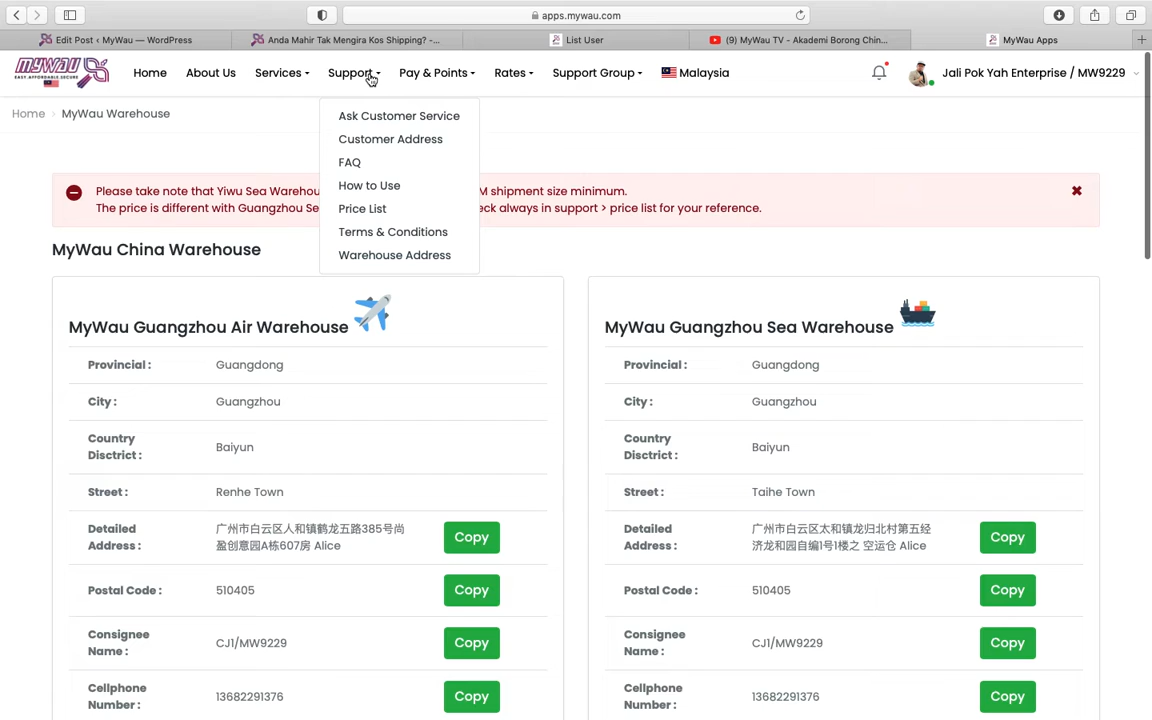 apps.mywau.com
Edit Post ‹ MyWau — WordPress
Anda Mahir Tak Mengira Kos Shipping? -...
List User
(9) MyWau TV - Akademi Borong Chin...
MyWau Apps
MYWAU
EASY.AFFORDABLE.SECURE
Home
About Us
Services
Support
Pay & Points
Rates
Support Group
Malaysia
Jali Pok Yah Enterprise / MW9229
Home › MyWau Warehouse
Ask Customer Service
Customer Address
FAQ
How to Use
Price List
Terms & Conditions
Warehouse Address
Please take note that Yiwu Sea Warehou M shipment size minimum.
The price is different with Guangzhou Se eck always in support > price list for your reference.
MyWau China Warehouse
MyWau Guangzhou Air Warehouse
Provincial : Guangdong
City : Guangzhou
Country
Disctrict : Baiyun
Street : Renhe Town
Detailed
Address :
广州市白云区人和镇鹤龙五路385号尚
盈创意园A栋607房 Alice
Copy
Postal Code : 510405 Copy
Consignee
Name : CJ1/MW9229 Copy
Cellphone
Number : 13682291376 Copy
MyWau Guangzhou Sea Warehouse
Provincial : Guangdong
City : Guangzhou
Country
Disctrict : Baiyun
Street : Taihe Town
Detailed
Address :
广州市白云区太和镇龙归北村第五经
济龙和园自编1号1楼之 空运仓 Alice
Copy
Postal Code : 510405 Copy
Consignee
Name : CJ1/MW9229 Copy
Cellphone
Number : 13682291376 Copy